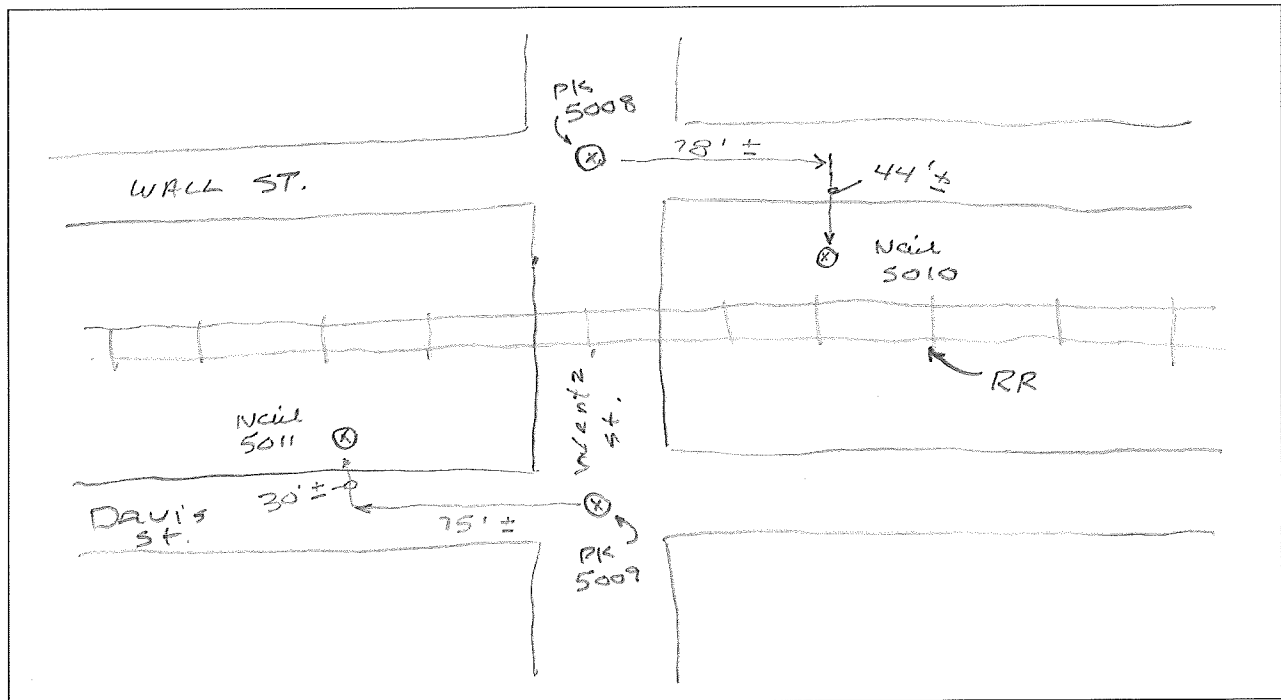 PK
5008
78' ±
44' ±
WALL ST.
Nail
5010
RR
Wentz
st.
Nail
5011
30' ±
75' ±
Davis
st.
PK
5009